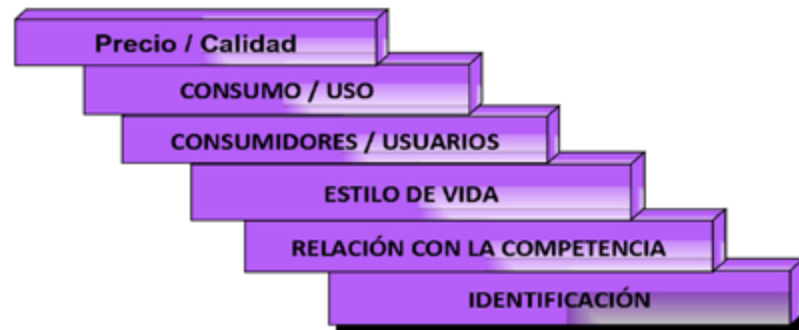 Precio / Calidad
CONSUMO / USO
CONSUMIDORES / USUARIOS
ESTILO DE VIDA
RELACIÓN CON LA COMPETENCIA
IDENTIFICACIÓN